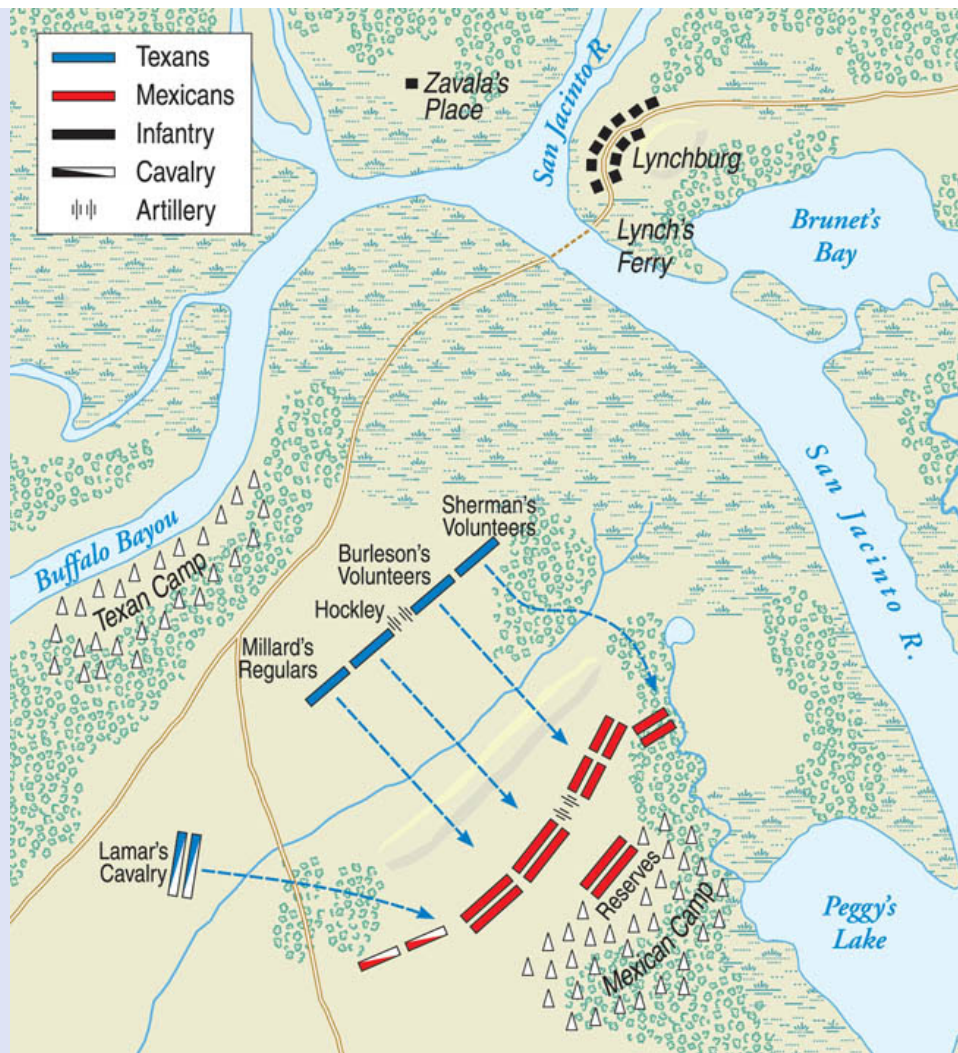 Texans
Mexicans
Infantry
Cavalry
Artillery
Zavala's
Place
San Jacinto R.
Lynchburg
Lynch's
Ferry
Brunet's
Bay
San Jacinto R.
Buffalo Bayou
Texan Camp
Sherman's
Volunteers
Burleson's
Volunteers
Hockley
Millard's
Regulars
Lamar's
Cavalry
Reserves
Mexican Camp
Peggy's
Lake